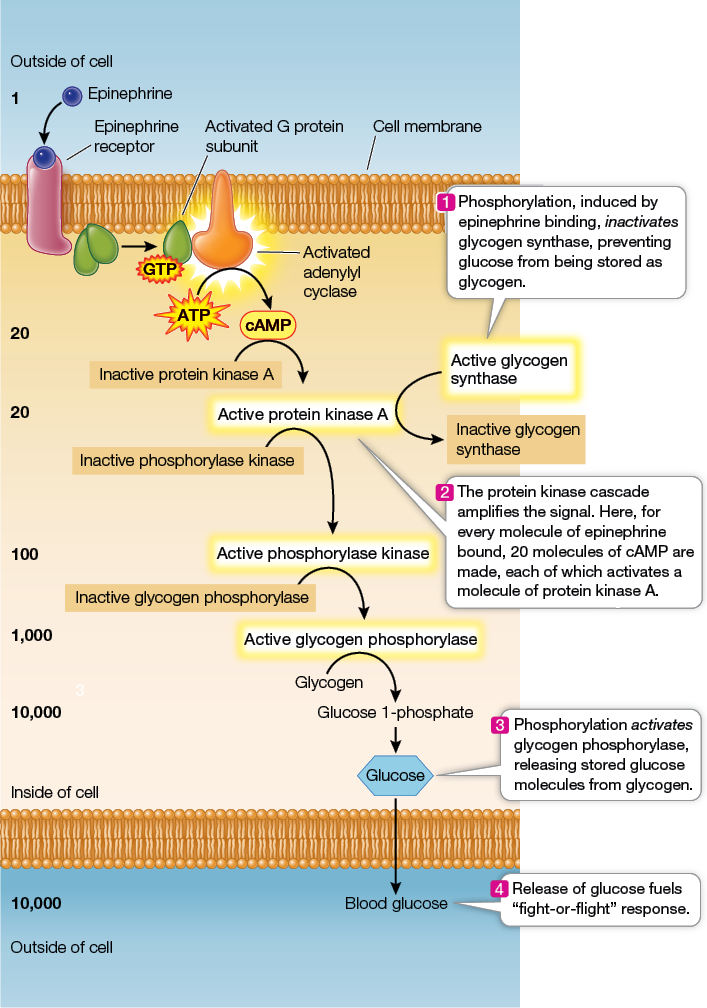 Outside of cell
1
Epinephrine
Epinephrine
receptor
Activated G protein
subunit
Cell membrane
GTP
Activated
adenylyl
cyclase
ATP
cAMP
1 Phosphorylation, induced by
epinephrine binding, inactivates
glycogen synthase, preventing
glucose from being stored as
glycogen.
20
Inactive protein kinase A
Active glycogen
synthase
20
Active protein kinase A
Inactive glycogen
synthase
Inactive phosphorylase kinase
2 The protein kinase cascade
amplifies the signal. Here, for
every molecule of epinephrine
bound, 20 molecules of cAMP are
made, each of which activates a
molecule of protein kinase A.
100
Active phosphorylase kinase
Inactive glycogen phosphorylase
1,000
Active glycogen phosphorylase
Glycogen
3
10,000
Glucose 1-phosphate
3 Phosphorylation activates
glycogen phosphorylase,
releasing stored glucose
molecules from glycogen.
Glucose
Inside of cell
10,000
Blood glucose
4 Release of glucose fuels
“fight-or-flight” response.
Outside of cell